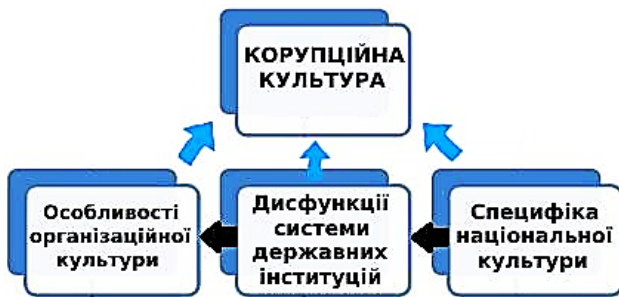 КОРУПЦІЙНА
КУЛЬТУРА
Особливості
організаційної
культури
Дисфункції
системи
державних
інституцій
Специфіка
національної
культури